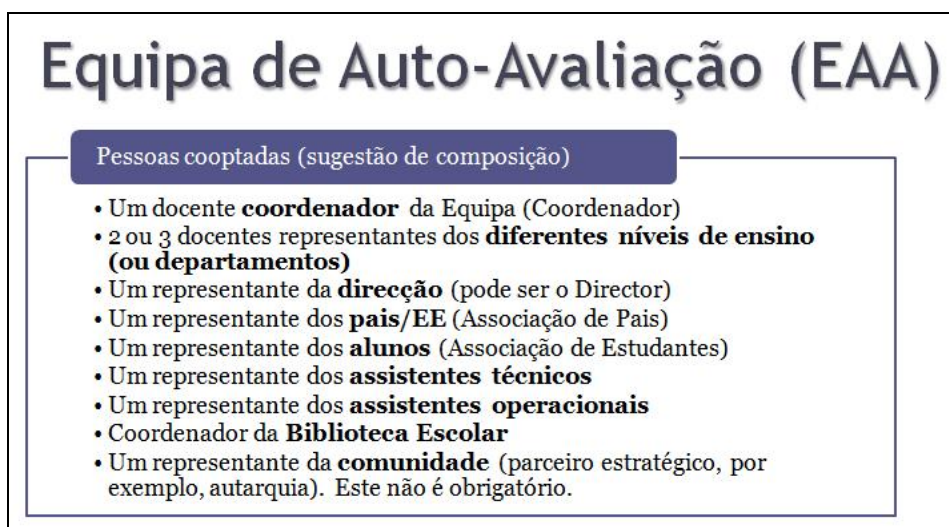 Equipa de Auto-Avaliação (EAA)
Pessoas cooptadas (sugestão de composição)
• Um docente coordenador da Equipa (Coordenador)
• 2 ou 3 docentes representantes dos diferentes níveis de ensino
(ou departamentos)
• Um representante da direcção (pode ser o Director)
• Um representante dos pais/EE (Associação de Pais)
• Um representante dos alunos (Associação de Estudantes)
• Um representante dos assistentes técnicos
• Um representante dos assistentes operacionais
• Coordenador da Biblioteca Escolar
• Um representante da comunidade (parceiro estratégico, por
exemplo, autarquia). Este não é obrigatório.